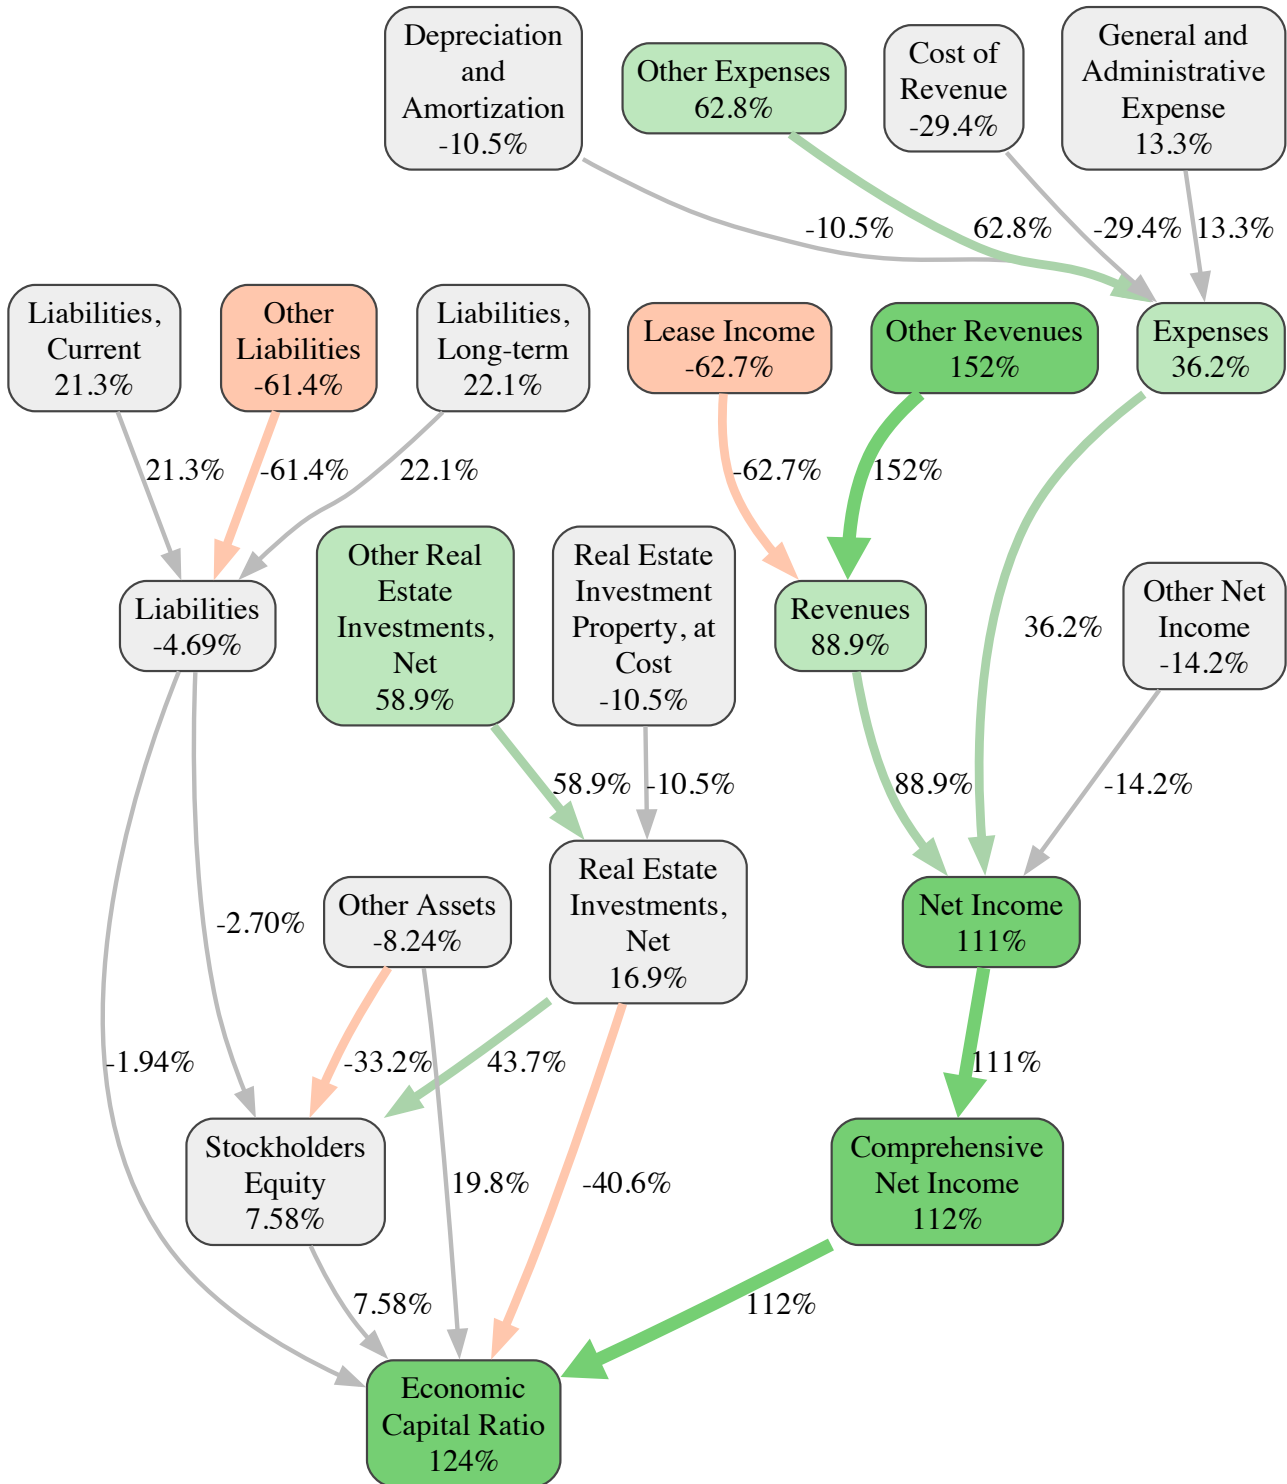 Depreciation
and
Amortization
-10.5%
Other Expenses
62.8%
Cost of
Revenue
-29.4%
General and
Administrative
Expense
13.3%
-10.5%
62.8%
-29.4%
13.3%
Liabilities,
Current
21.3%
Other
Liabilities
-61.4%
Liabilities,
Long-term
22.1%
Lease Income
-62.7%
Other Revenues
152%
Expenses
36.2%
21.3%
-61.4%
22.1%
-62.7%
152%
Liabilities
-4.69%
Other Real
Estate
Investments,
Net
58.9%
Real Estate
Investment
Property, at
Cost
-10.5%
Revenues
88.9%
36.2%
Other Net
Income
-14.2%
58.9%
-10.5%
88.9%
-14.2%
-2.70%
Other Assets
-8.24%
Real Estate
Investments,
Net
16.9%
Net Income
111%
-1.94%
-33.2%
43.7%
111%
Stockholders
Equity
7.58%
19.8%
-40.6%
Comprehensive
Net Income
112%
7.58%
112%
Economic
Capital Ratio
124%